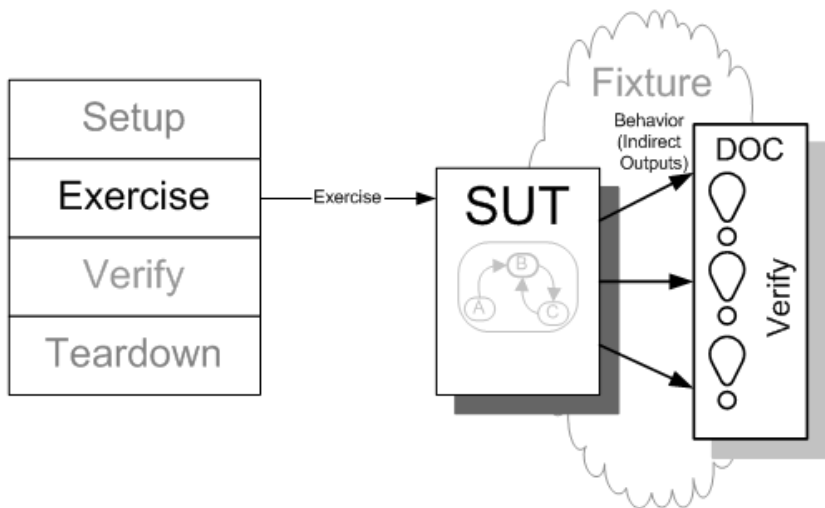 Setup
Exercise
Verify
Teardown
Exercise
SUT
A
B
C
Fixture
Behavior
(Indirect
Outputs)
DOC
Verify